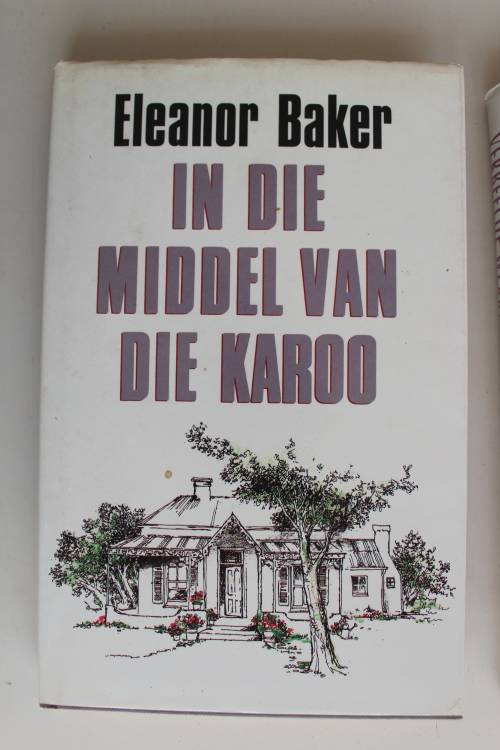 Eleanor Baker
IN DIE
MIDDEL VAN
DIE KAROO